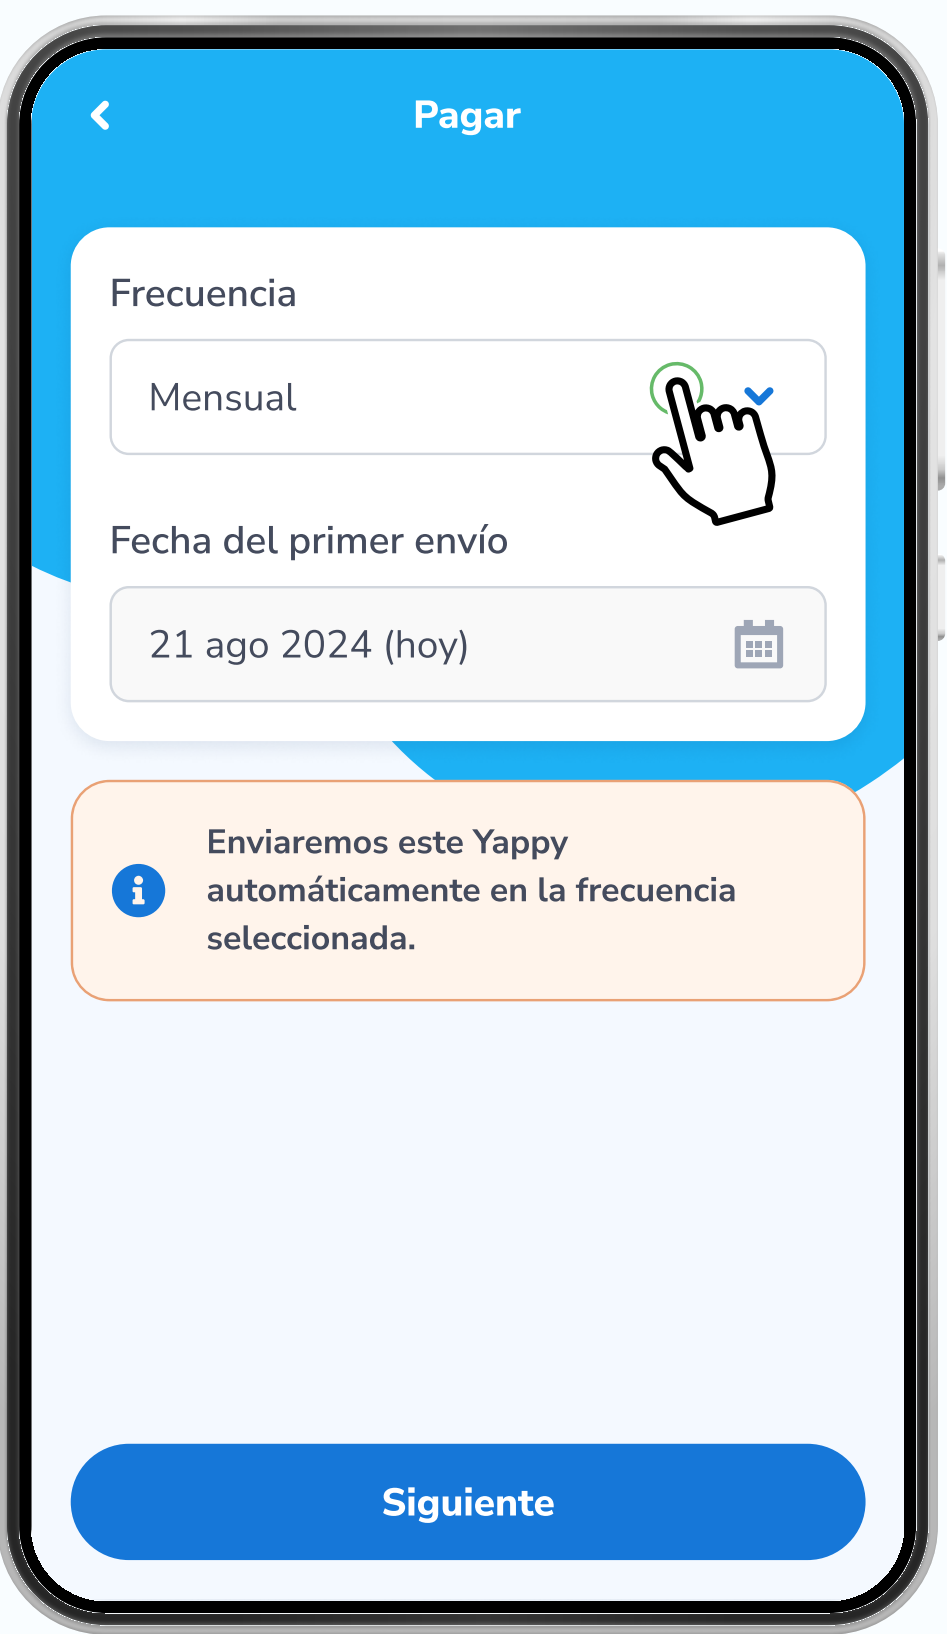 Pagar
Frecuencia
Mensual
Fecha del primer envío
21 ago 2024 (hoy)
Enviaremos este Yappy
automáticamente en la frecuencia
seleccionada.
Siguiente